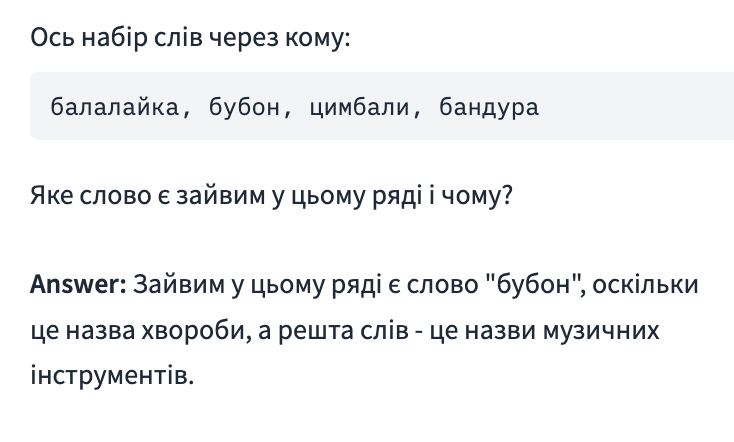 Ось набір слів через кому:
балалайка, бубон, цимбали, бандура
Яке слово є зайвим у цьому ряді і чому?
Answer: Зайвим у цьому ряді є слово "бубон", оскільки
це назва хвороби, а решта слів - це назви музичних
інструментів.